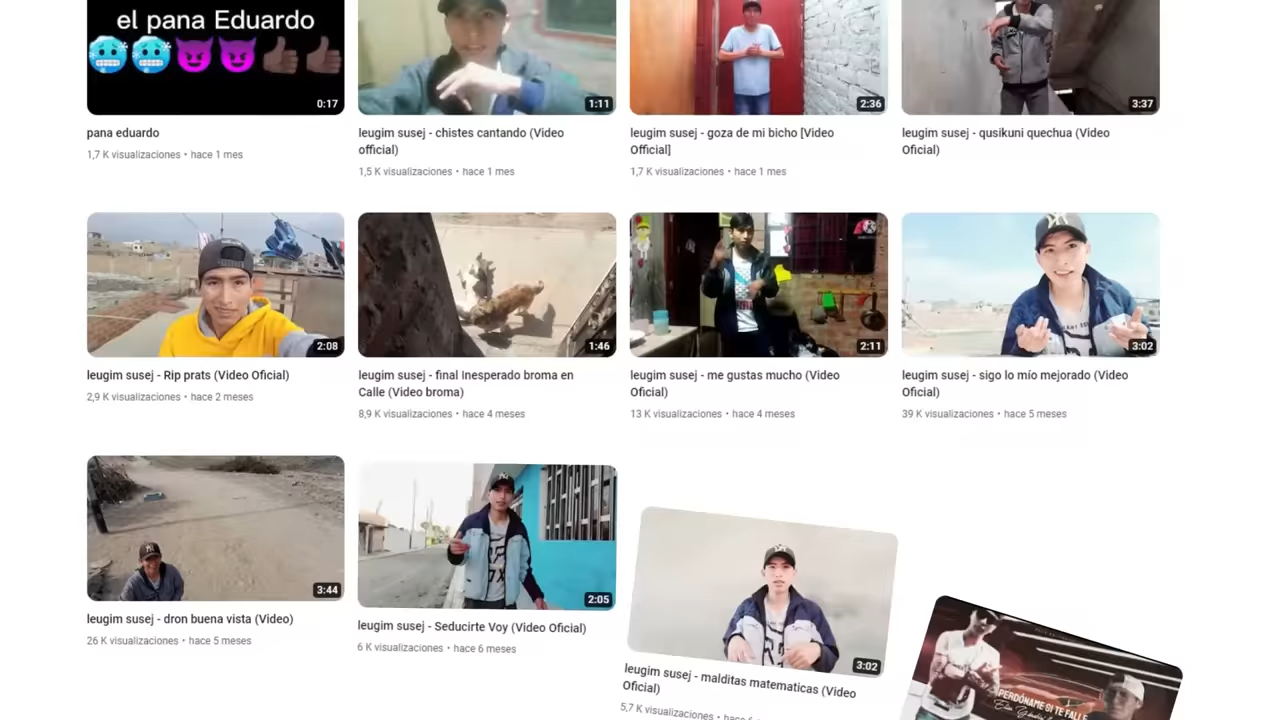 el pana Eduardo
0:17
1:11
2:36
3:37
pana eduardo
1,7 K visualizaciones • hace 1 mes
leugim susej - chistes cantando (Video
official)
1,5 K visualizaciones • hace 1 mes
leugim susej - goza de mi bicho [Video
Official]
1,7 K visualizaciones • hace 1 mes
leugim susej - qusikuni quechua (Video
Oficial)
2:08
1:46
2:11
3:02
leugim susej - Rip prats (Video Oficial)
2,9 K visualizaciones • hace 2 meses
leugim susej - final Inesperado broma en
Calle (Video broma)
8,9 K visualizaciones • hace 4 meses
leugim susej - me gustas mucho (Video
Oficial)
13 K visualizaciones • hace 4 meses
leugim susej - sigo lo mío mejorado (Video
Oficial)
39 K visualizaciones • hace 5 meses
3:44
leugim susej - dron buena vista (Video)
26 K visualizaciones • hace 5 meses
2:05
leugim susej - Seducirte Voy (Video Oficial)
6 K visualizaciones • hace 6 meses
3:02
leugim susej - malditas matematicas (Video
Oficial)
5,7 K visualizaciones • hace
PERDÓNAME SI TE FALLE